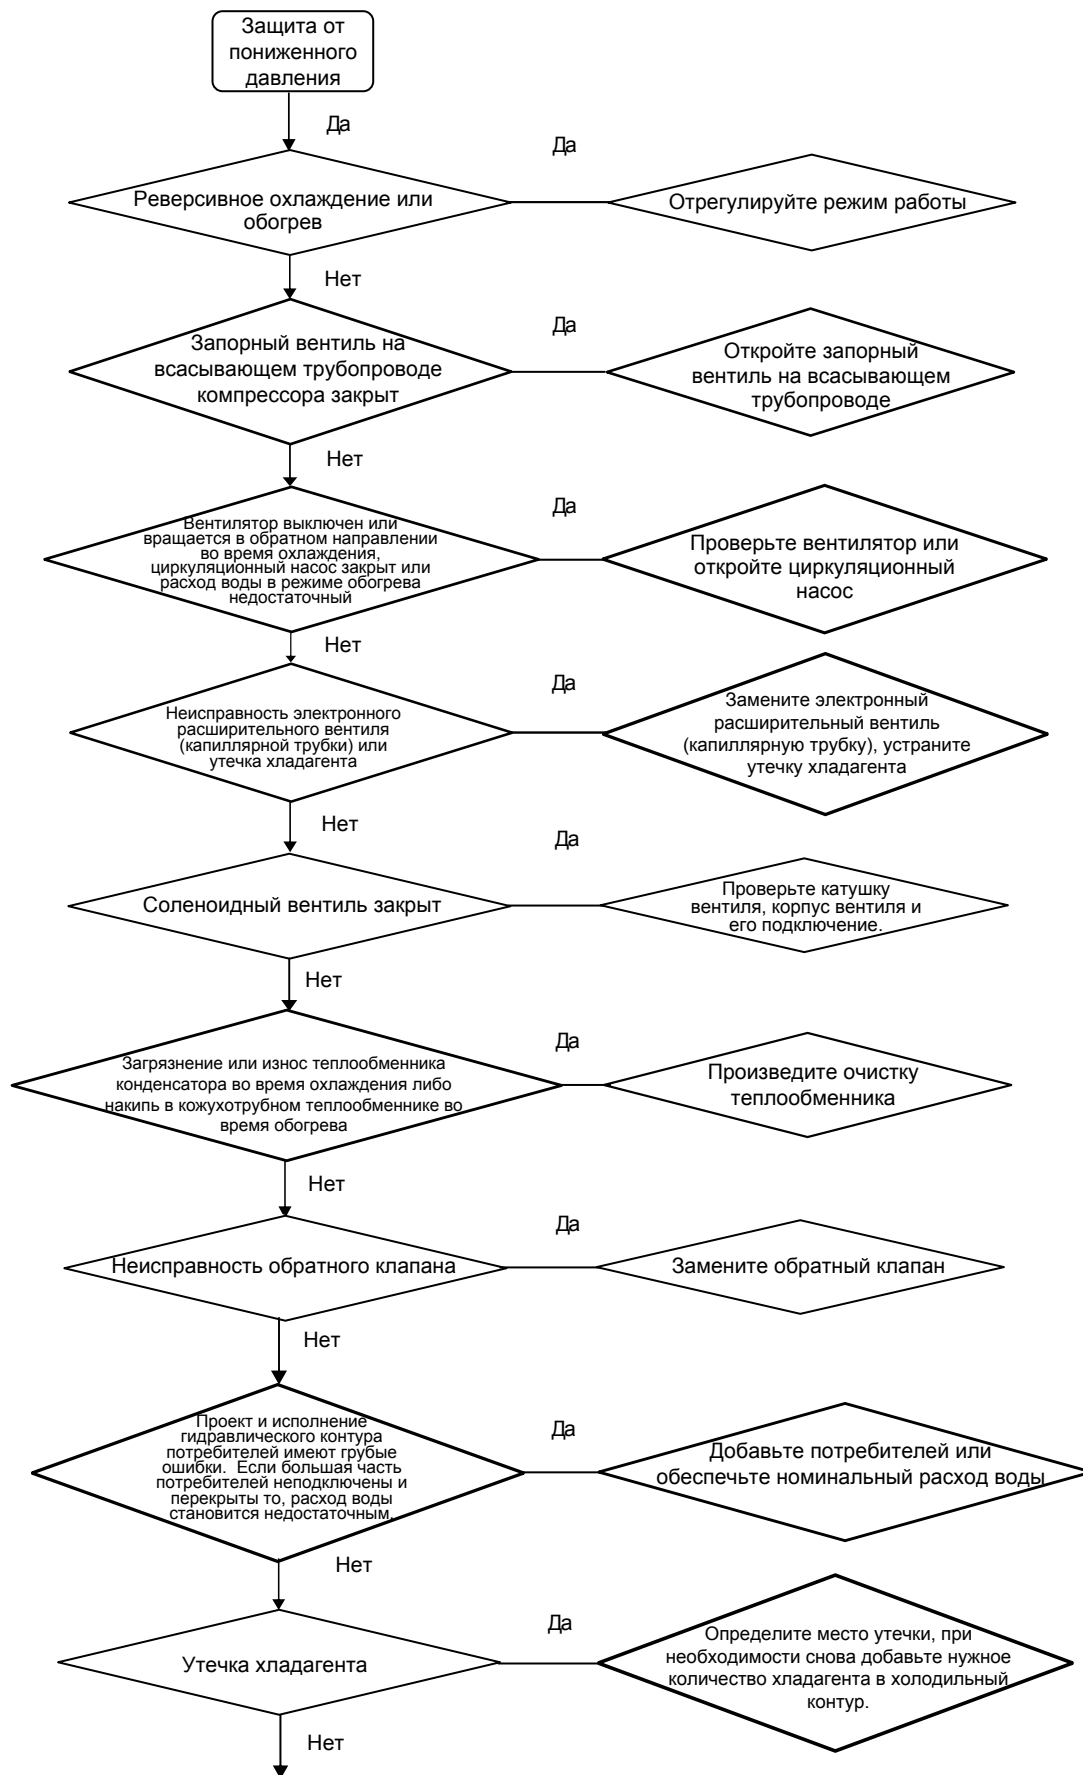 Защита от
пониженного
давления
Да
Да
Реверсивное охлаждение или
обогрев
Отрегулируйте режим работы
Нет
Да
Запорный вентиль на
всасывающем трубопроводе
компрессора закрыт
Откройте запорный
вентиль на всасывающем
трубопроводе
Нет
Да
Вентилятор выключен или
вращается в обратном направлении
во время охлаждения,
циркуляционный насос закрыт или
расход воды в режиме обогрева
недостаточный
Проверьте вентилятор или
откройте циркуляционный
насос
Нет
Да
Неисправность электронного
расширительного вентиля
(капиллярной трубки) или
утечка хладагента
Замените электронный
расширительный вентиль
(капиллярную трубку), устраните
утечку хладагента
Нет
Да
Соленоидный вентиль закрыт
Проверьте катушку
вентиля, корпус вентиля и
его подключение.
Нет
Да
Загрязнение или износ теплообменника
конденсатора во время охлаждения либо
накипь в кожухотрубном теплообменнике во
время обогрева
Произведите очистку
теплообменника
Нет
Да
Неисправность обратного клапана
Замените обратный клапан
Нет
Да
Проект и исполнение
гидравлического контура
потребителей имеют грубые
ошибки. Если большая часть
потребителей неподключены и
перекрыты то, расход воды
становится недостаточным.
Добавьте потребителей или
обеспечьте номинальный расход воды
Нет
Да
Утечка хладагента
Определите место утечки, при
необходимости снова добавьте нужное
количество хладагента в холодильный
контур.
Нет